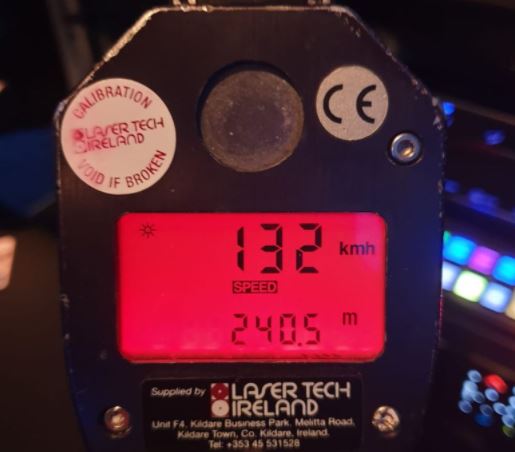 CALIBRATION
LASER TECH
IRELAND
VOID IF BROKEN
CE
132 kmh
SPEED
240.5 m
Supplied by LASER TECH
IRELAND
Unit F4, Kildare Business Park, Melitta Road,
Kildare Town, Co. Kildare, Ireland.
Tel: +353 45 531528